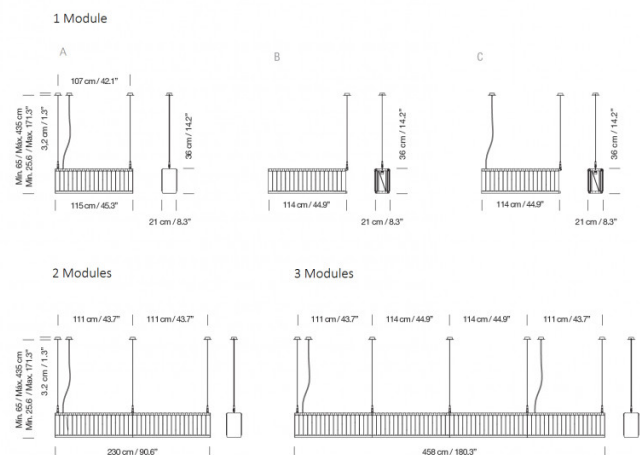 1 Module
A
B
C
107 cm / 42.1"
Min. 65 / Máx. 435 cm
Min. 25.6 / Max. 171.3"
3,2 cm / 1.3"
36 cm / 14.2"
36 cm / 14.2"
36 cm / 14.2"
115 cm / 45.3"
114 cm / 44.9"
114 cm / 44.9"
21 cm / 8.3"
21 cm / 8.3"
21 cm / 8.3"
2 Modules
3 Modules
111 cm / 43.7"
111 cm / 43.7"
111 cm / 43.7"
114 cm / 44.9"
114 cm / 44.9"
111 cm / 43.7"
Min. 65 / Máx. 435 cm
Min. 25.6" / Max. 171.3"
3.2 cm / 1.3"
230 cm / 90.6"
458 cm / 180.3"